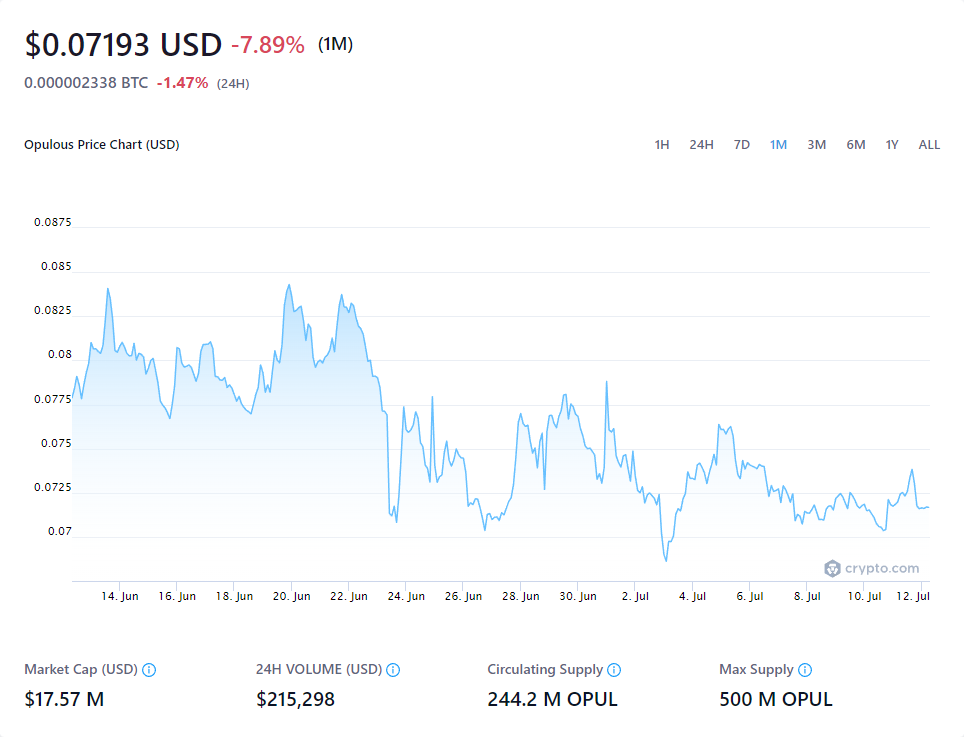 $0.07193 USD -7.89% (1M)
0.000002338 BTC -1.47% (24H)
Opulous Price Chart (USD) 1H 24H 7D 1M 3M 6M 1Y ALL
0.0875
0.085
0.0825
0.08
0.0775
0.075
0.0725
0.07
crypto.com
14. Jun 16. Jun 18. Jun 20. Jun 22. Jun 24. Jun 26. Jun 28. Jun 30. Jun 2. Jul 4. Jul 6. Jul 8. Jul 10. Jul 12. Jul
Market Cap (USD) 24H VOLUME (USD) Circulating Supply Max Supply
$17.57 M $215,298 244.2 M OPUL 500 M OPUL